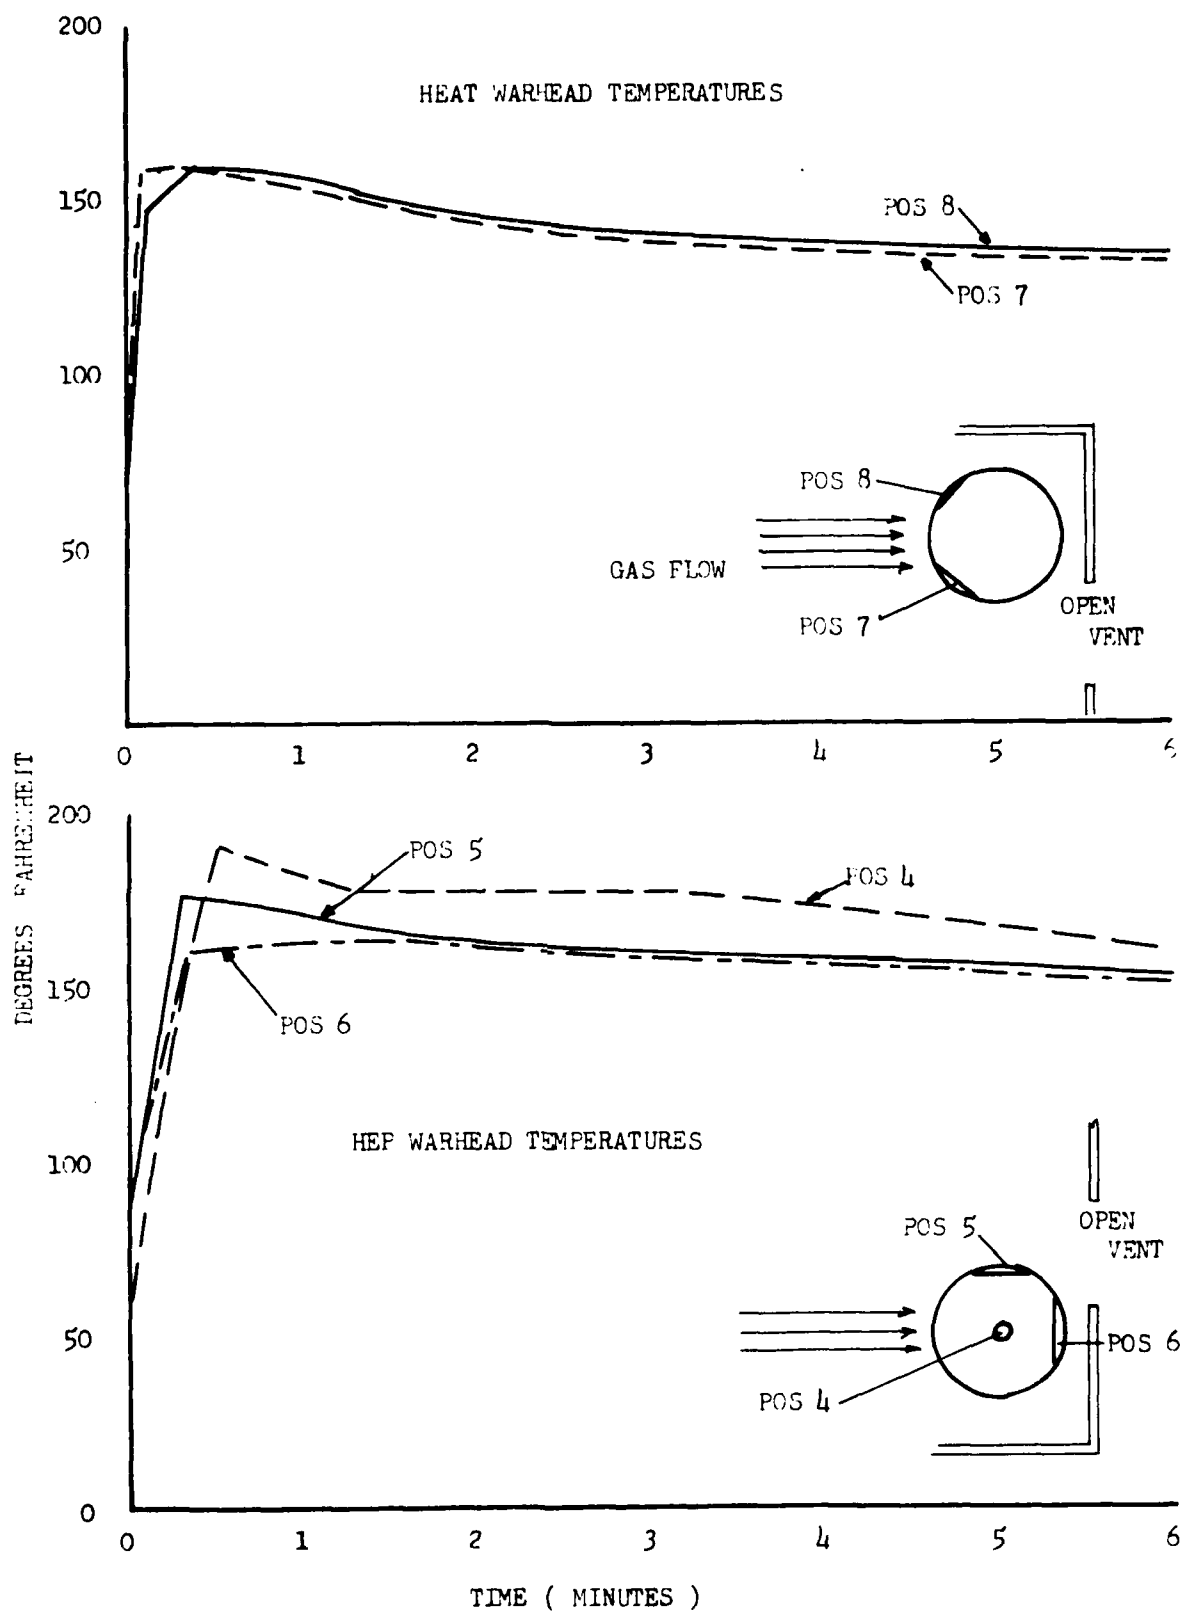 200
HEAT WARHEAD TEMPERATURES
150
POS 8
POS 7
100
POS 8
50
GAS FLOW
OPEN
VENT
POS 7
0
1
2
3
4
5
6
DEGREES FAHRENHEIT
200
POS 5
POS 4
150
POS 6
HEP WARHEAD TEMPERATURES
100
POS 5
OPEN
VENT
50
POS 6
POS 4
0
0
1
2
3
4
5
6
TIME ( MINUTES )